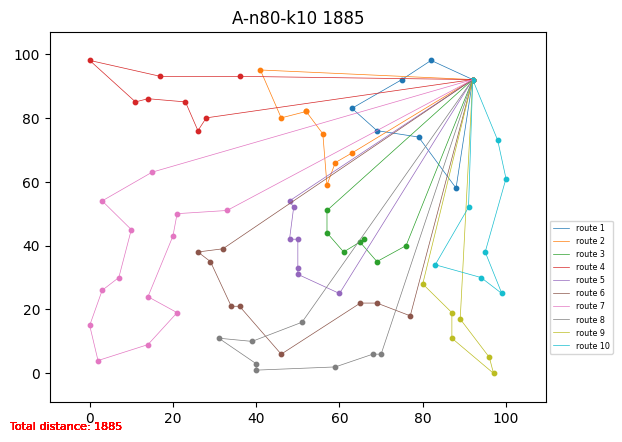 A-n80-k10 1885
100
80
60
40
20
0
0 20 40 60 80 100
route 1
route 2
route 3
route 4
route 5
route 6
route 7
route 8
route 9
route 10
Total distance: 1885